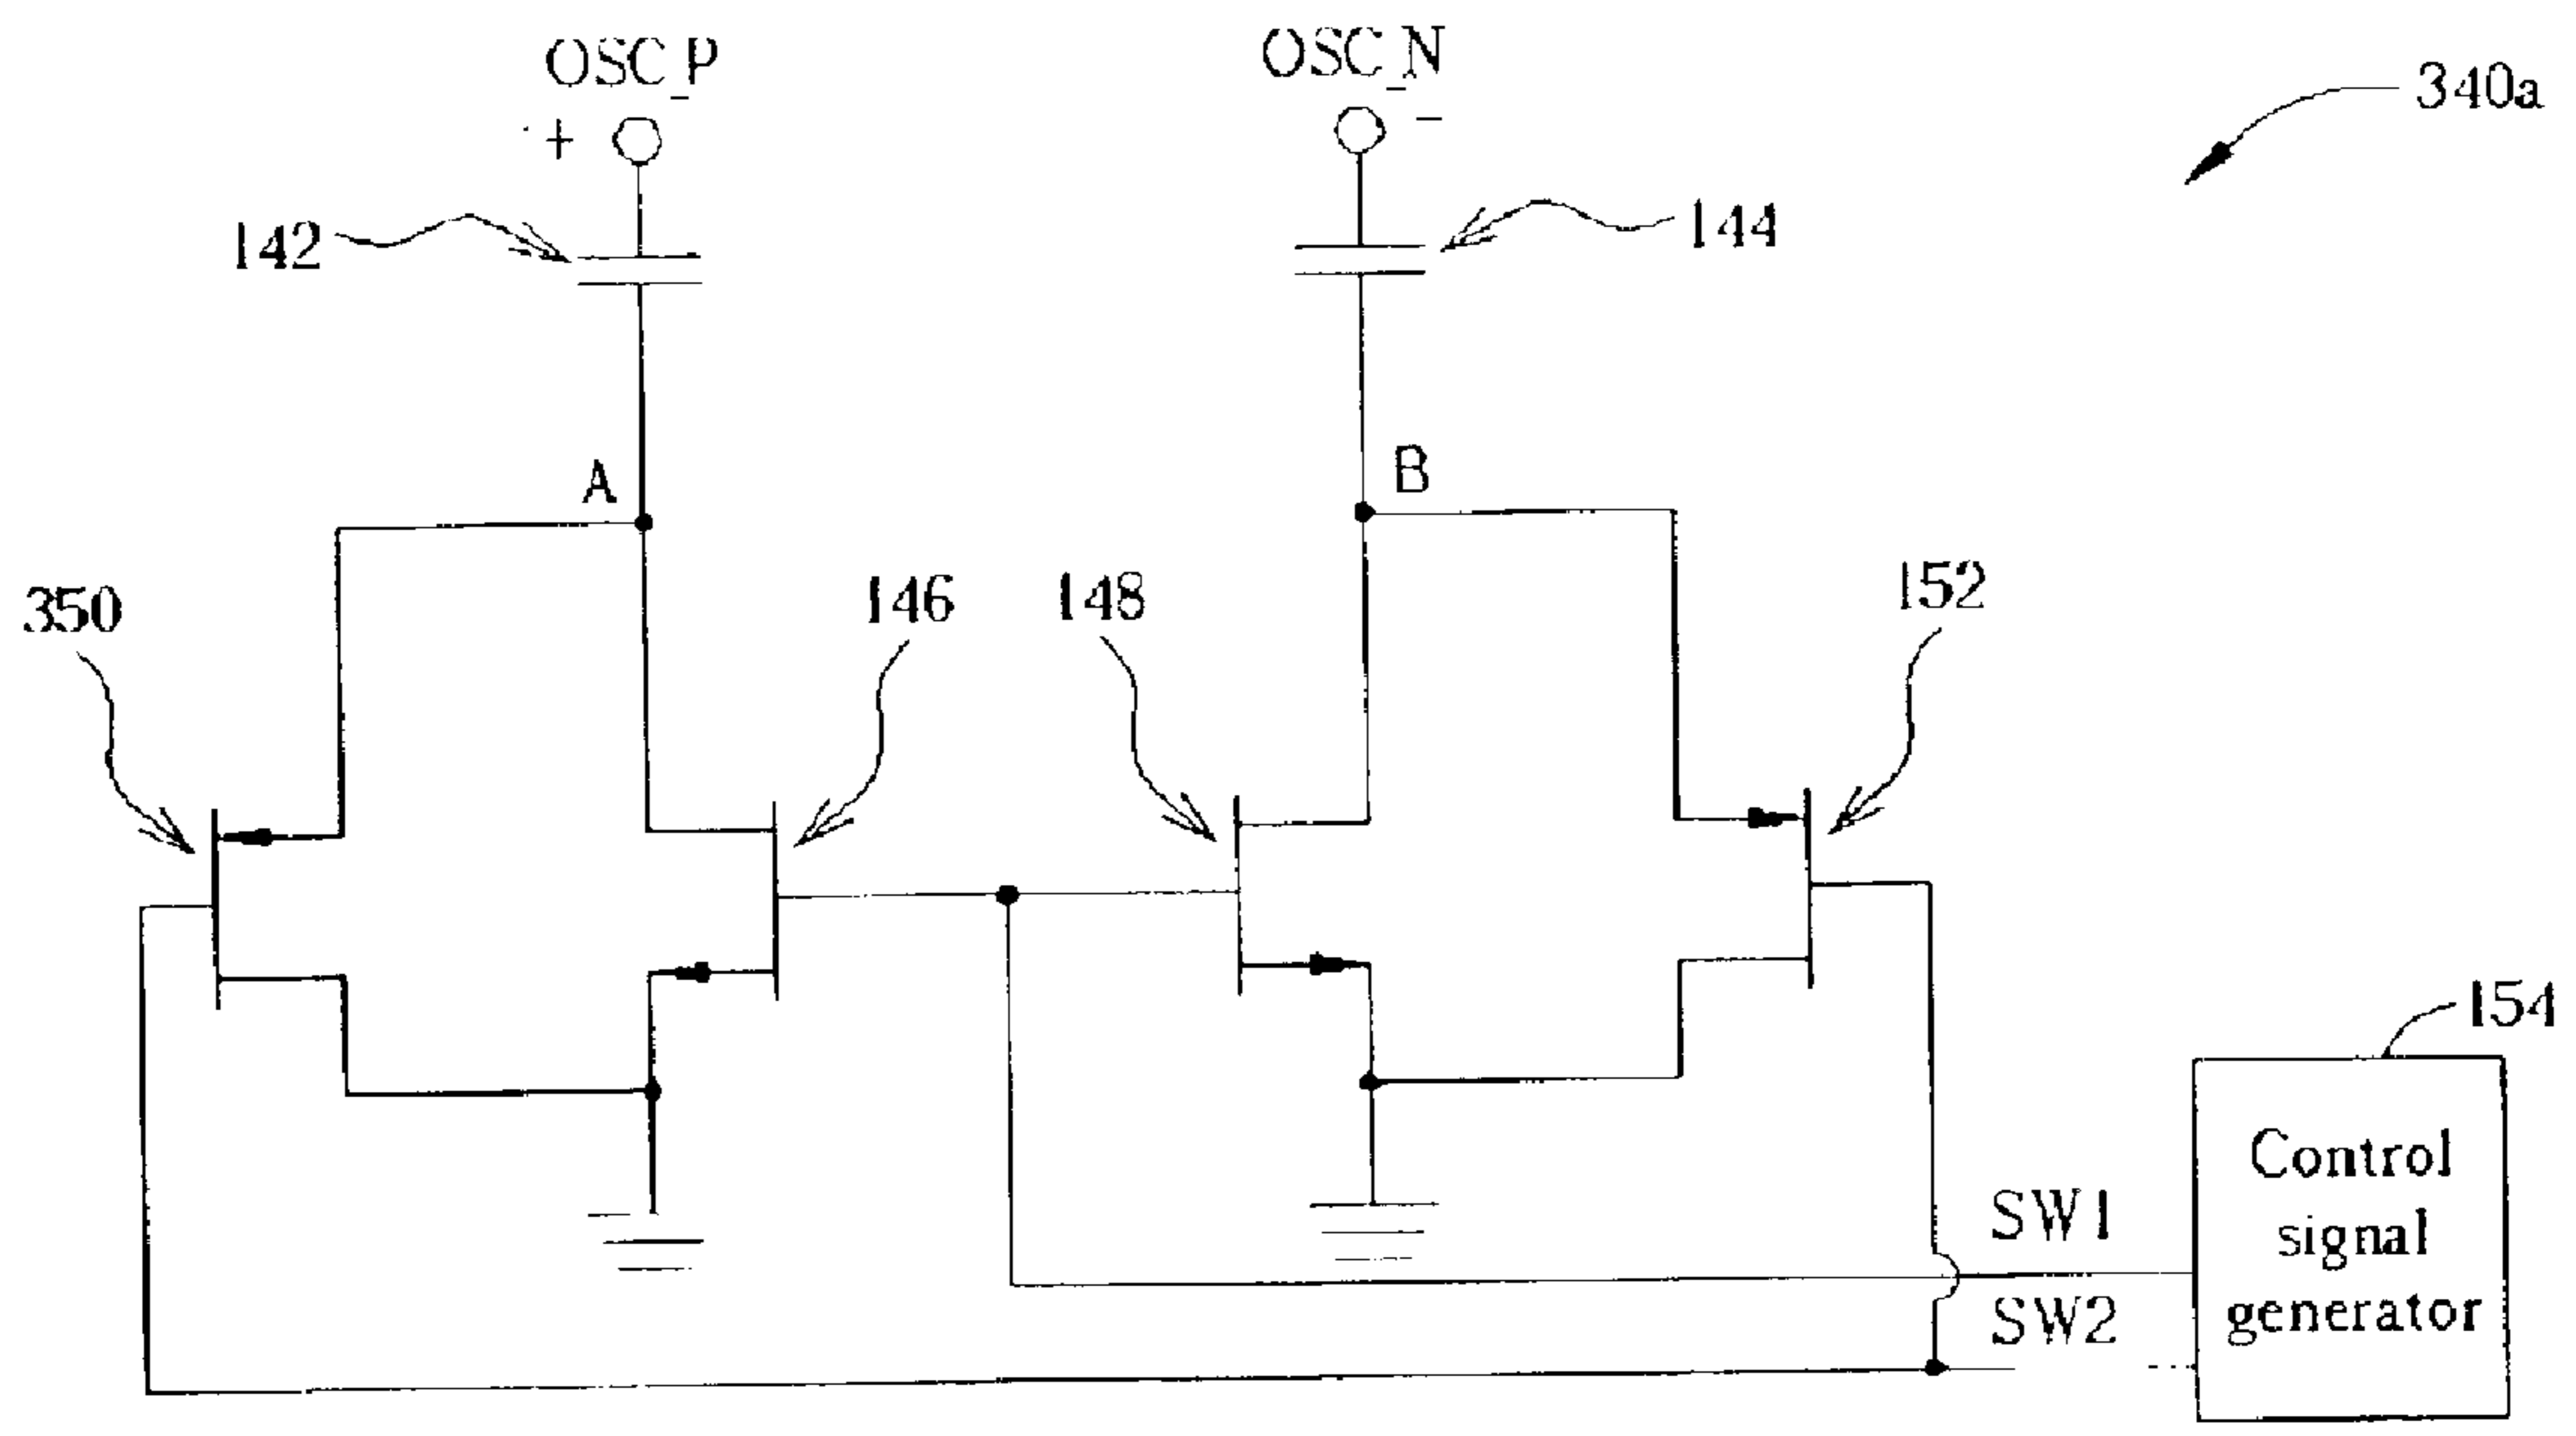 OSC_P
OSC_N
340a
+
-
142
144
A
B
350
146
148
152
154
Control
signal
generator
SW1
SW2